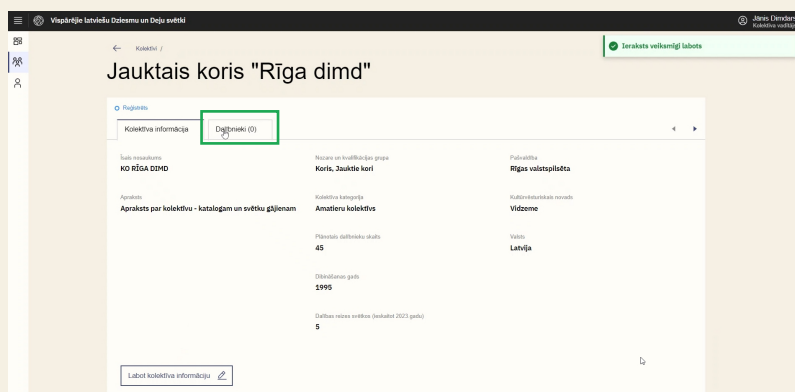 Vispārējie latviešu Dziesmu un Deju svētki
Jānis Dimdars
Kolektīva vadītājs
Kolektīvi /
Ieraksts veiksmīgi labots
Jauktais koris "Rīga dimd"
Reģistrēts
Kolektīva informācija
Dalībnieki (0)
Īsais nosaukums
KO RĪGA DIMD
Nozare un kvalifikācijas grupa
Koris, Jauktie kori
Pašvaldība
Rīgas valstspilsēta
Apraksts
Apraksts par kolektīvu - katalogam un svētku gājienam
Kolektīva kategorija
Amatieru kolektīvs
Kultūrvēsturiskais novads
Vidzeme
Plānotais dalībnieku skaits
45
Valsts
Latvija
Dibināšanas gads
1995
Dalības reizes svētkos (ieskaitot 2023 gadu)
5
Labot kolektīva informāciju